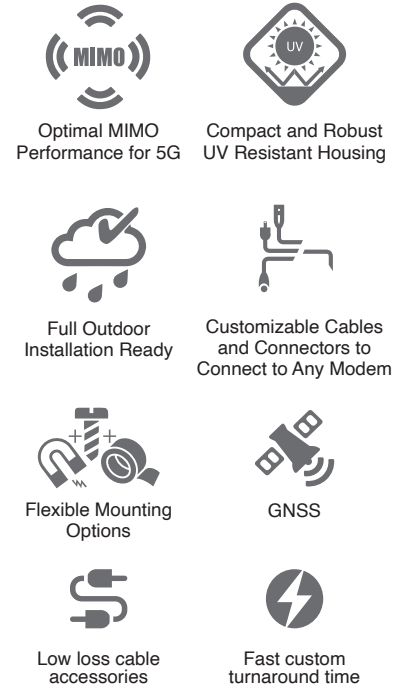 MIMO
Optimal MIMO
Performance for 5G
UV
Compact and Robust
UV Resistant Housing
Full Outdoor
Installation Ready
Customizable Cables
and Connectors to
Connect to Any Modem
Flexible Mounting
Options
GNSS
Low loss cable
accessories
Fast custom
turnaround time